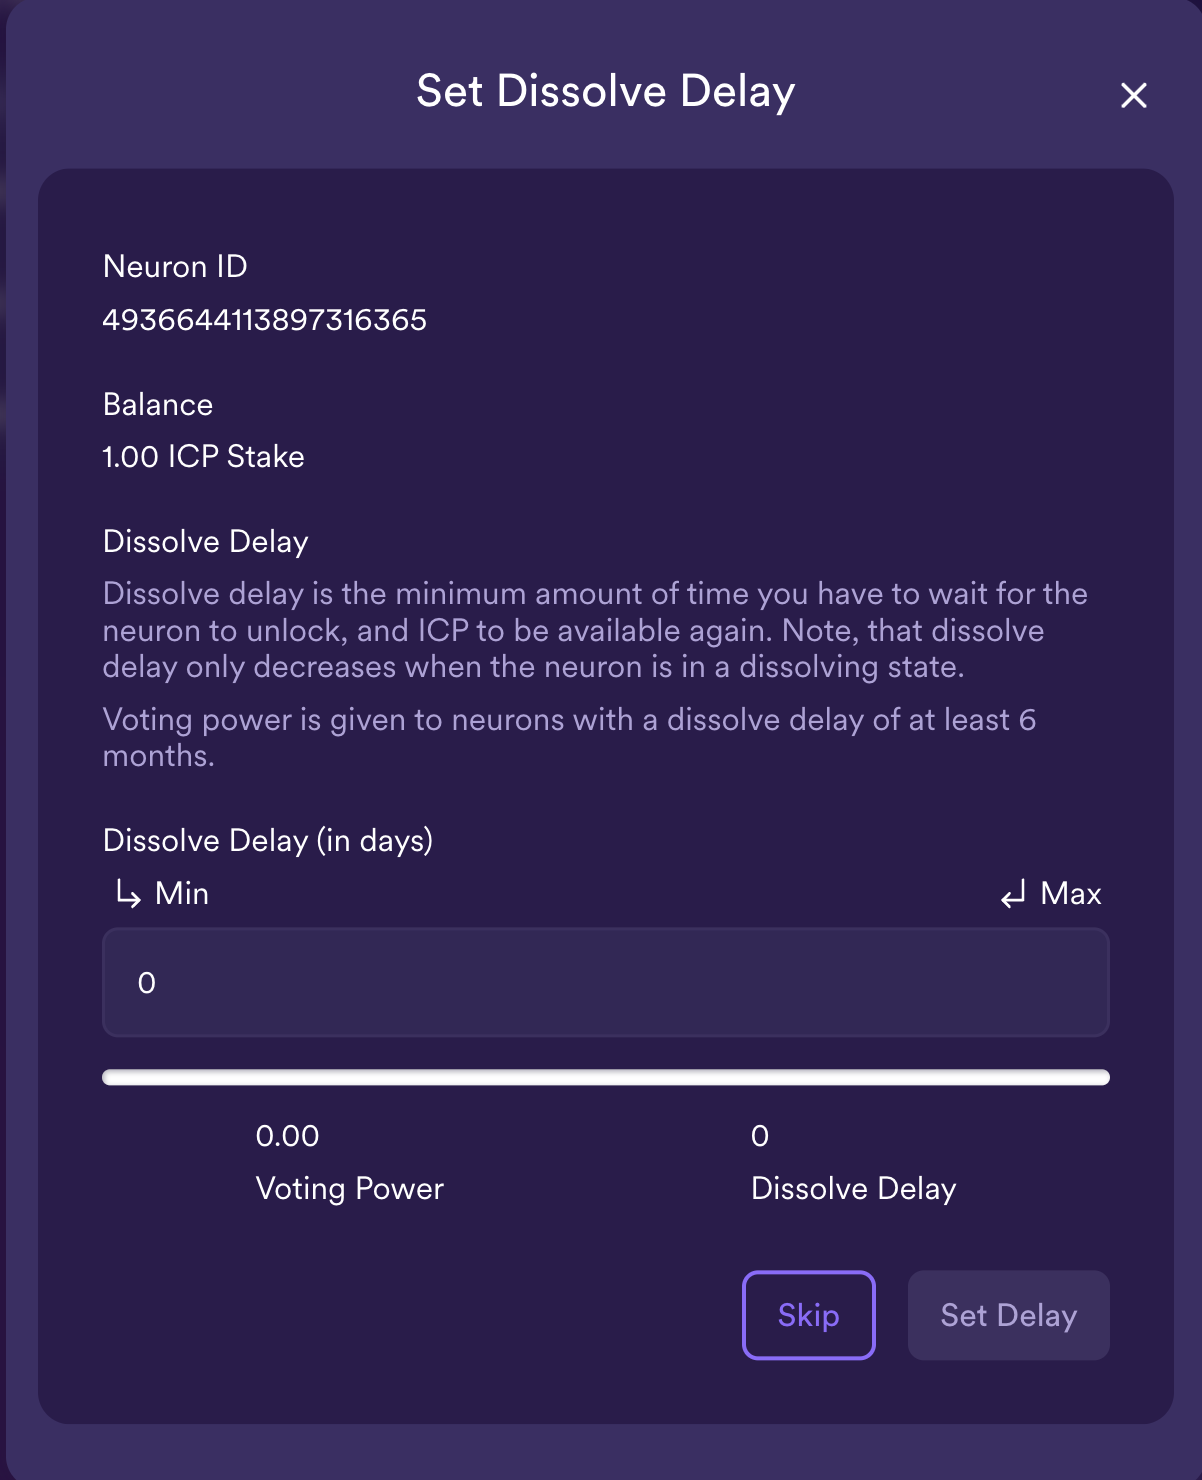 Set Dissolve Delay
Neuron ID
4936644113897316365
Balance
1.00 ICP Stake
Dissolve Delay
Dissolve delay is the minimum amount of time you have to wait for the
neuron to unlock, and ICP to be available again. Note, that dissolve
delay only decreases when the neuron is in a dissolving state.
Voting power is given to neurons with a dissolve delay of at least 6
months.
Dissolve Delay (in days)
Min
Max
0
0.00
Voting Power
0
Dissolve Delay
Skip
Set Delay